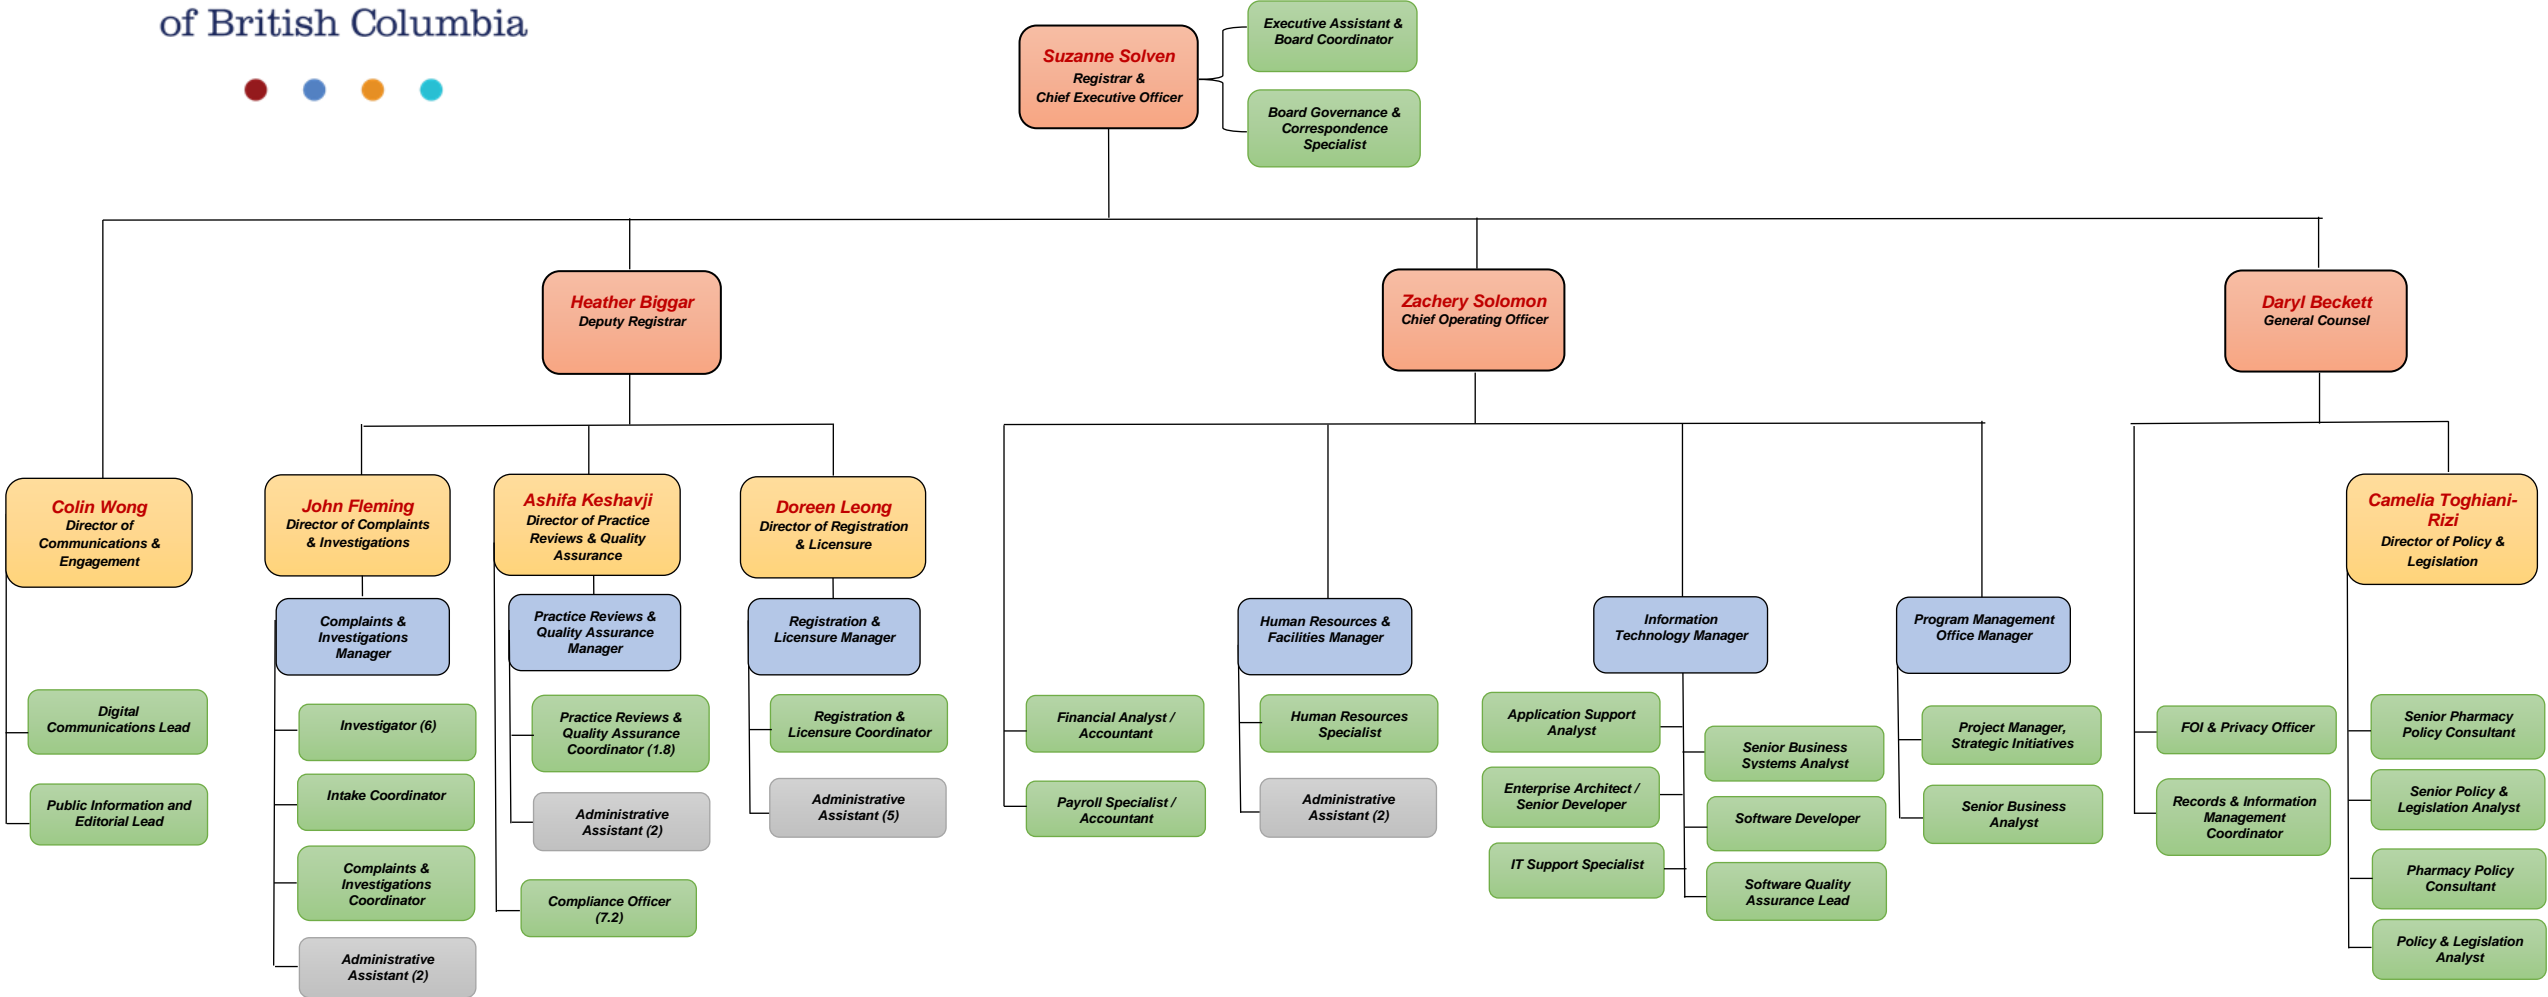 of British Columbia
Suzanne Solven
Registrar &
Chief Executive Officer
Executive Assistant &
Board Coordinator
Board Governance &
Correspondence
Specialist
Heather Biggar
Deputy Registrar
Zachery Solomon
Chief Operating Officer
Daryl Beckett
General Counsel
Colin Wong
Director of
Communications &
Engagement
John Fleming
Director of Complaints
& Investigations
Ashifa Keshavji
Director of Practice
Reviews & Quality
Assurance
Doreen Leong
Director of Registration
& Licensure
Camelia Toghiani-
Rizi
Director of Policy &
Legislation
Complaints &
Investigations
Manager
Practice Reviews &
Quality Assurance
Manager
Registration &
Licensure Manager
Human Resources &
Facilities Manager
Information
Technology Manager
Program Management
Office Manager
Digital
Communications Lead
Public Information and
Editorial Lead
Investigator (6)
Intake Coordinator
Complaints &
Investigations
Coordinator
Administrative
Assistant (2)
Practice Reviews &
Quality Assurance
Coordinator (1.8)
Administrative
Assistant (2)
Compliance Officer
(7.2)
Registration &
Licensure Coordinator
Administrative
Assistant (5)
Financial Analyst /
Accountant
Payroll Specialist /
Accountant
Human Resources
Specialist
Administrative
Assistant (2)
Application Support
Analyst
Enterprise Architect /
Senior Developer
IT Support Specialist
Senior Business
Systems Analyst
Software Developer
Software Quality
Assurance Lead
Project Manager,
Strategic Initiatives
Senior Business
Analyst
FOI & Privacy Officer
Records & Information
Management
Coordinator
Senior Pharmacy
Policy Consultant
Senior Policy &
Legislation Analyst
Pharmacy Policy
Consultant
Policy & Legislation
Analyst